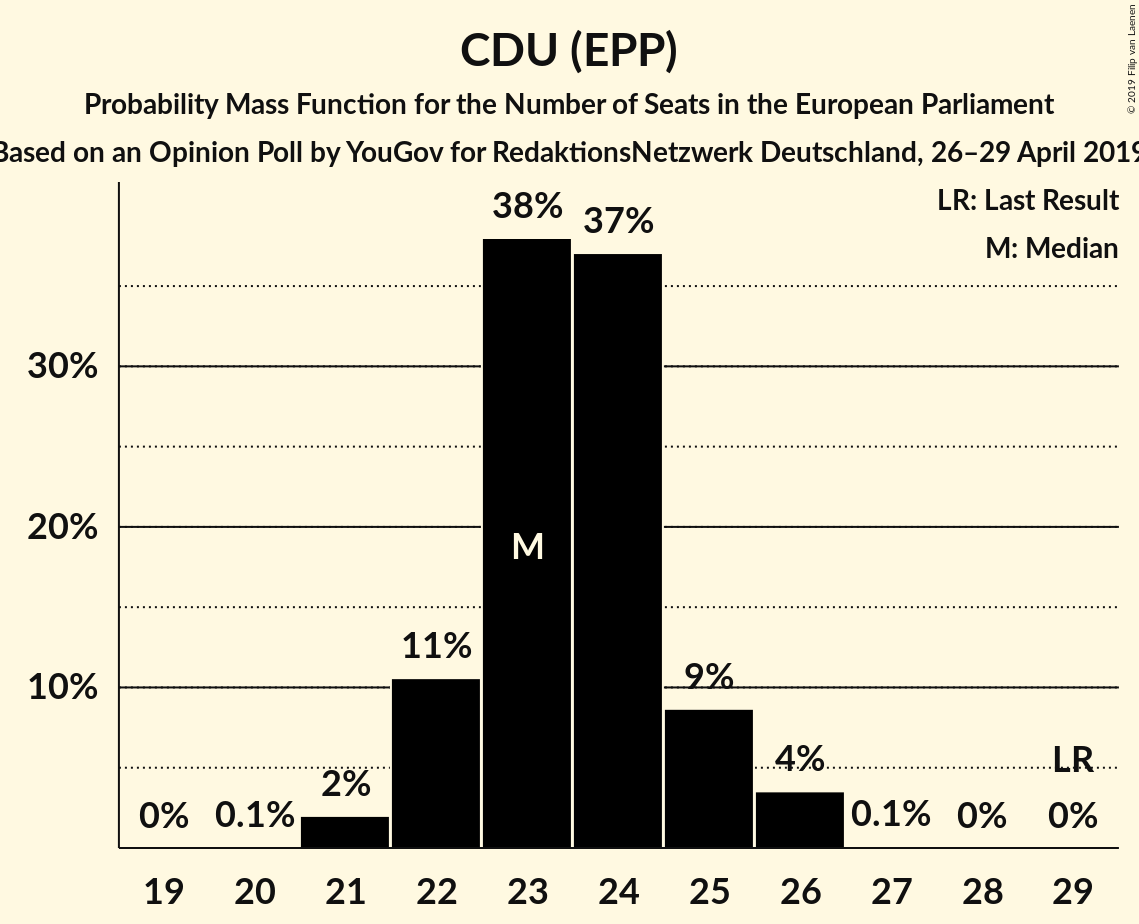 CDU (EPP)
Probability Mass Function for the Number of Seats in the European Parliament
Based on an Opinion Poll by YouGov for RedaktionsNetzwerk Deutschland, 26–29 April 2019
© 2019 Filip van Laenen
LR: Last Result
M: Median
38%
37%
30%
20%
M
11%
10%
9%
4%
LR
2%
0%
0.1%
0.1%
0%
0%
19 20 21 22 23 24 25 26 27 28 29